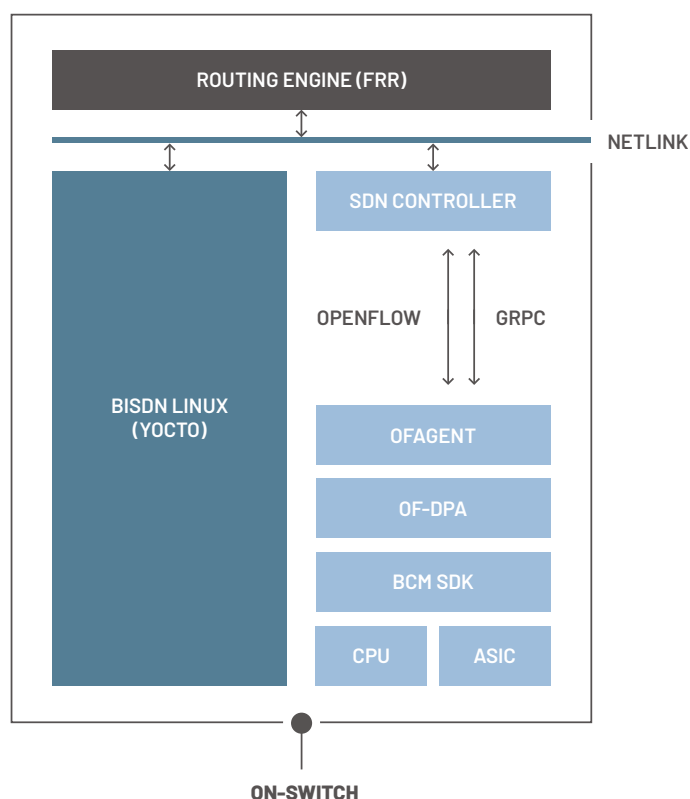 ROUTING ENGINE (FRR)
NETLINK
SDN CONTROLLER
OPENFLOW
GRPC
BISDN LINUX
(YOCTO)
OFAGENT
OF-DPA
BCM SDK
CPU
ASIC
ON-SWITCH